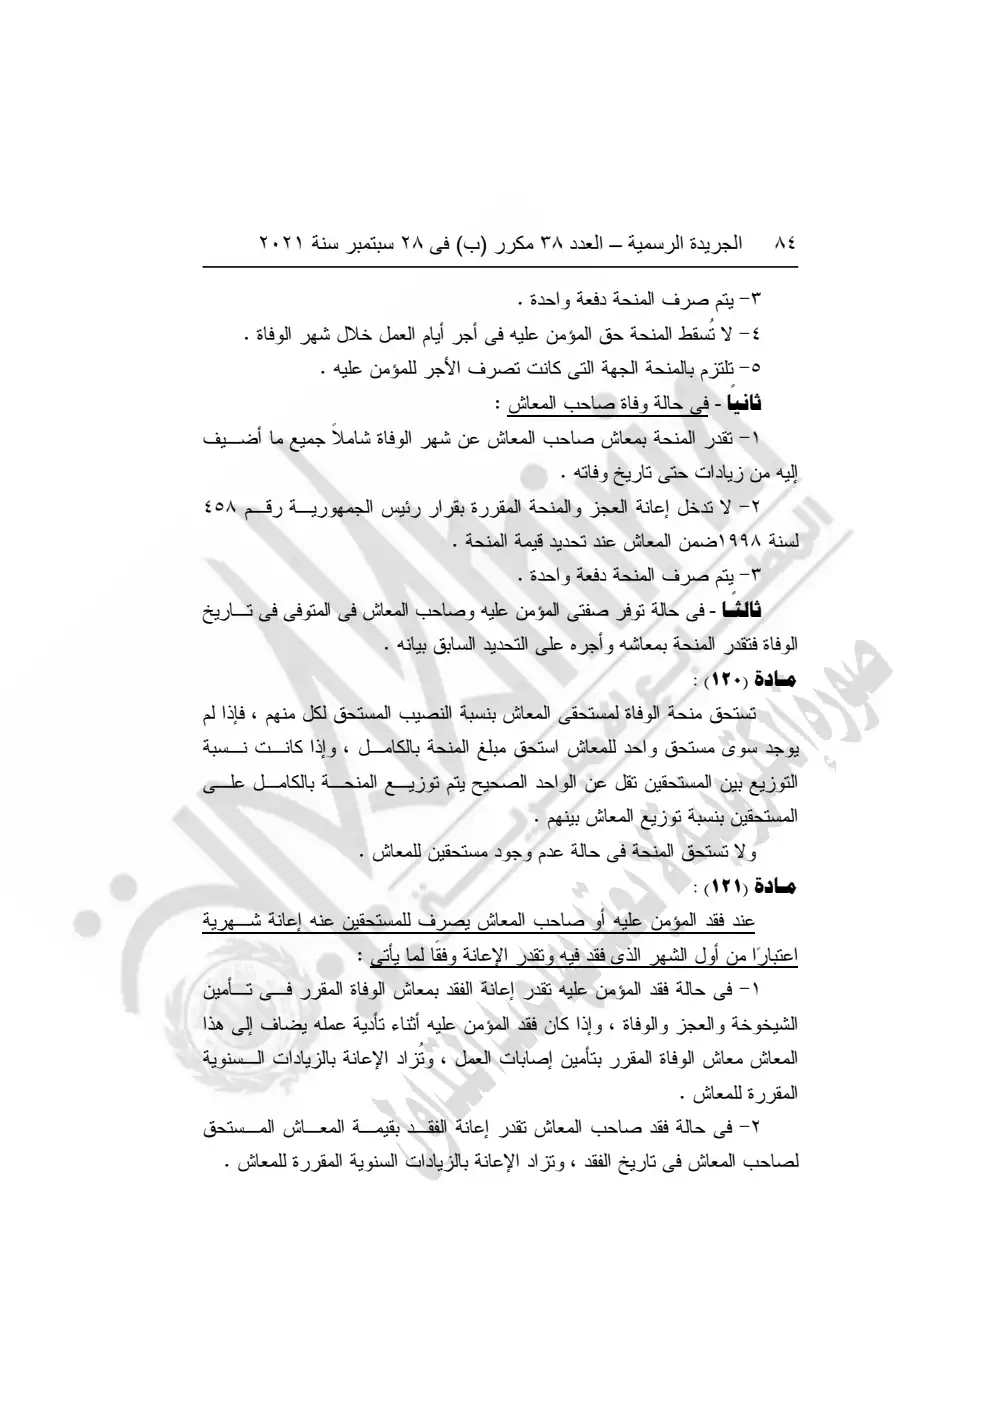 ٨٤ الجريدة الرسمية – العدد ٣٨ مكرر (ب) فى ٢٨ سبتمبر سنة ٢٠٢١
٣- يتم صرف المنحة دفعة واحدة .
٤- لا تُسقط المنحة حق المؤمن عليه فى أجر أيام العمل خلال شهر الوفاة .
٥- تلتزم بالمنحة الجهة التى كانت تصرف الأجر للمؤمن عليه .
ثانياً - فى حالة وفاة صاحب المعاش :
١- تقدر المنحة بمعاش صاحب المعاش عن شهر الوفاة شاملاً جميع ما أضيف
إليه من زيادات حتى تاريخ وفاته .
٢- لا تدخل إعانة العجز والمنحة المقررة بقرار رئيس الجمهورية رقم ٤٥٨
لسنة ١٩٩٨ضمن المعاش عند تحديد قيمة المنحة .
٣- يتم صرف المنحة دفعة واحدة .
ثالثاً - فى حالة توفر صفتى المؤمن عليه وصاحب المعاش فى المتوفى فى تاريخ
الوفاة فتقدر المنحة بمعاشه وأجره على التحديد السابق بيانه .
مادة (١٢٠) :
تستحق منحة الوفاة لمستحقى المعاش بنسبة النصيب المستحق لكل منهم ، فإذا لم
يوجد سوى مستحق واحد للمعاش استحق مبلغ المنحة بالكامل ، وإذا كانت نسبة
التوزيع بين المستحقين تقل عن الواحد الصحيح يتم توزيع المنحة بالكامل على
المستحقين بنسبة توزيع المعاش بينهم .
ولا تستحق المنحة فى حالة عدم وجود مستحقين للمعاش .
مادة (١٢١) :
عند فقد المؤمن عليه أو صاحب المعاش يصرف للمستحقين عنه إعانة شهرية
اعتبارًا من أول الشهر الذى فقد فيه وتقدر الإعانة وفقًا لما يأتى :
١- فى حالة فقد المؤمن عليه تقدر إعانة الفقد بمعاش الوفاة المقرر فى تأمين
الشيخوخة والعجز والوفاة ، وإذا كان فقد المؤمن عليه أثناء تأدية عمله يضاف إلى هذا
المعاش معاش الوفاة المقرر بتأمين إصابات العمل ، وتُزاد الإعانة بالزيادات السنوية
المقررة للمعاش .
٢- فى حالة فقد صاحب المعاش تقدر إعانة الفقد بقيمة المعاش المستحق
لصاحب المعاش فى تاريخ الفقد ، وتزاد الإعانة بالزيادات السنوية المقررة للمعاش .
صورة إلكترونية لا يعتد بها عند التداول